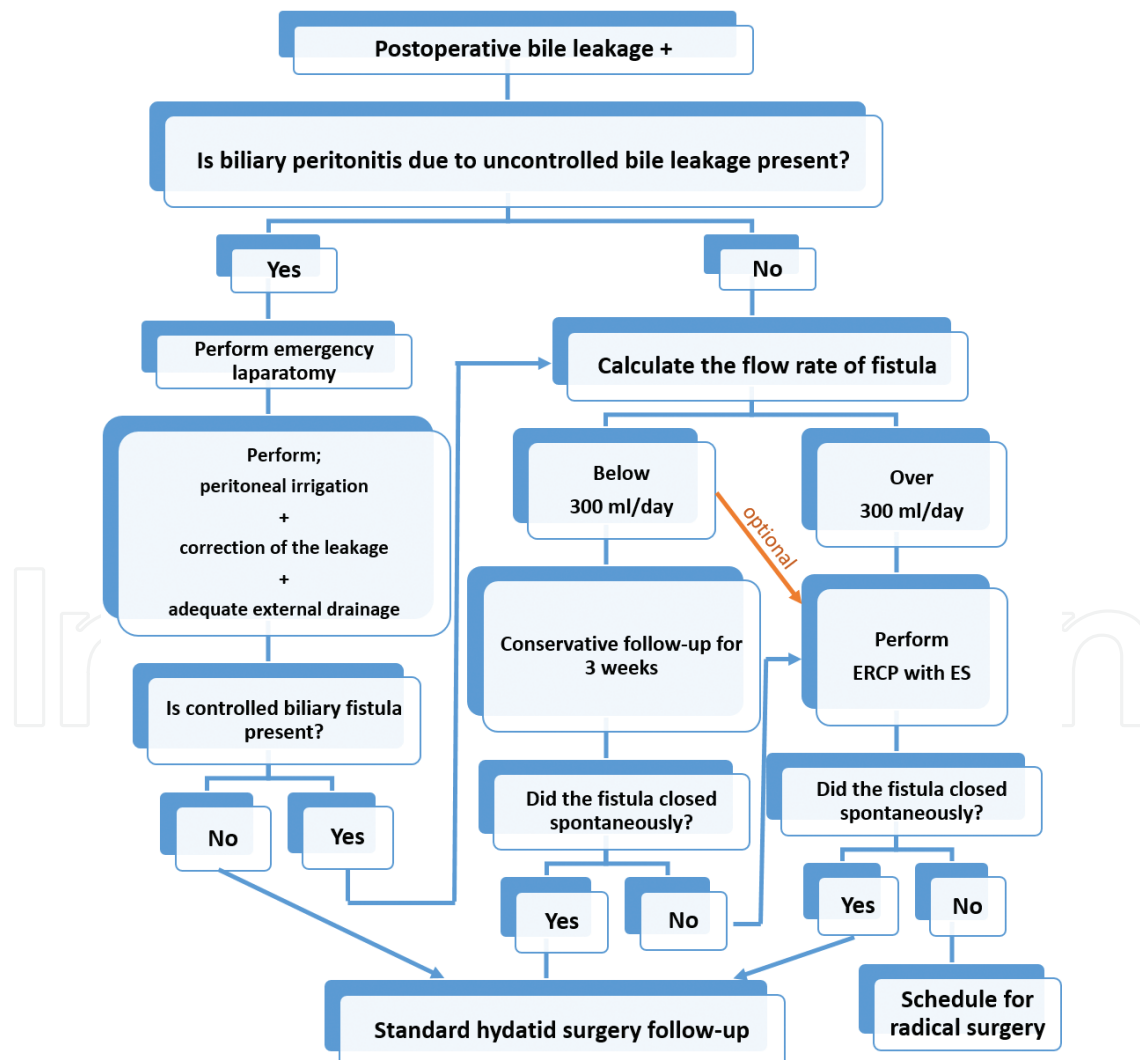 Postoperative bile leakage +
Is biliary peritonitis due to uncontrolled bile leakage present?
Yes
No
Perform emergency
laparatomy
Calculate the flow rate of fistula
Perform;
peritoneal irrigation
+
correction of the leakage
+
adequate external drainage
Below
300 ml/day
optional
Over
300 ml/day
Conservative follow-up for
3 weeks
Perform
ERCP with ES
Is controlled biliary fistula
present?
No
Yes
Did the fistula closed
spontaneously?
Did the fistula closed
spontaneously?
Yes
No
Yes
No
Standard hydatid surgery follow-up
Schedule for
radical surgery